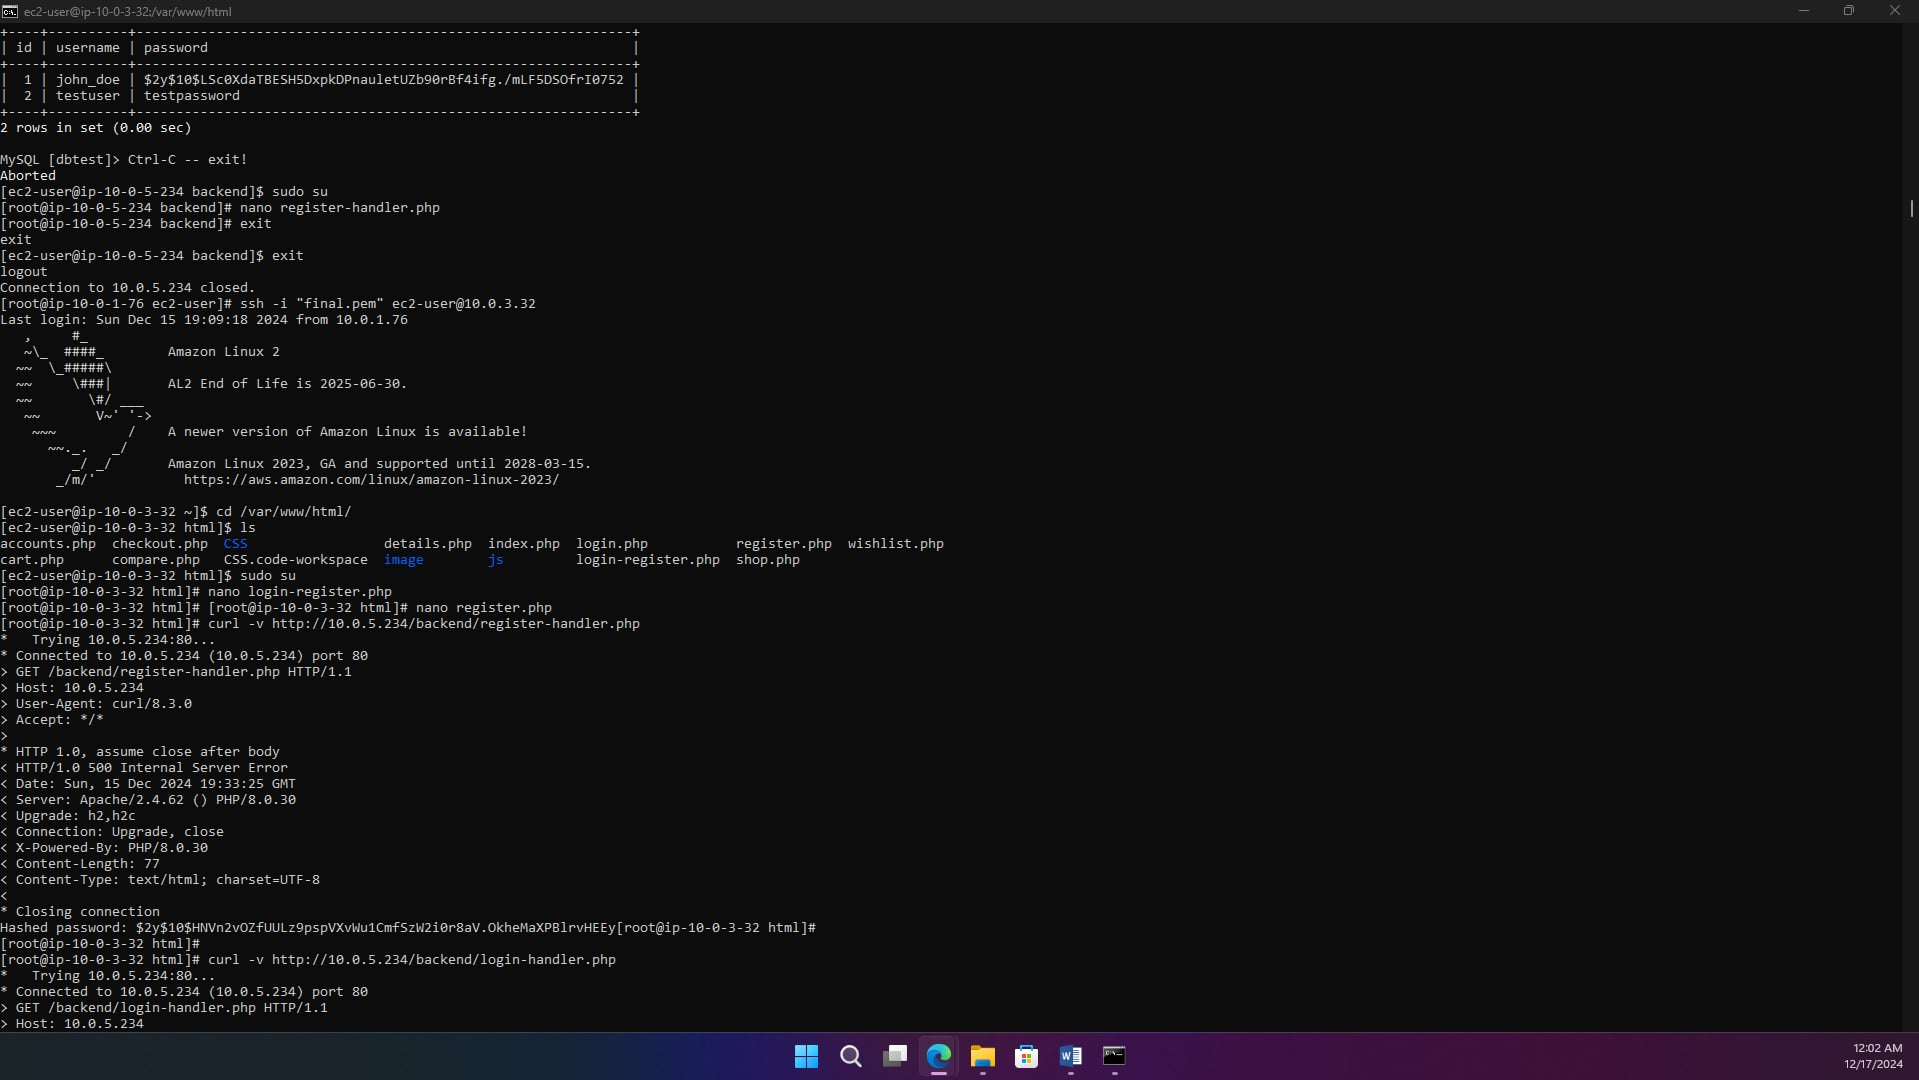 ec2-user@ip-10-0-3-32:/var/www/html
+----+----------+--------------------------------------------------------------+
| id | username | password                                                     |
+----+----------+--------------------------------------------------------------+
|  1 | john_doe | $2y$10$LSc0XdaTBESH5DxpkDPnauletUZb90rBf4ifg./mLF5DSOfrI0752 |
|  2 | testuser | testpassword                                                 |
+----+----------+--------------------------------------------------------------+
2 rows in set (0.00 sec)
MySQL [dbtest]> Ctrl-C -- exit!
Aborted
[ec2-user@ip-10-0-5-234 backend]$ sudo su
[root@ip-10-0-5-234 backend]# nano register-handler.php
[root@ip-10-0-5-234 backend]# exit
exit
[ec2-user@ip-10-0-5-234 backend]$ exit
logout
Connection to 10.0.5.234 closed.
[root@ip-10-0-1-76 ec2-user]# ssh -i "final.pem" ec2-user@10.0.3.32
Last login: Sun Dec 15 19:09:18 2024 from 10.0.1.76
   ,     #_
   ~\_  ####_        Amazon Linux 2
  ~~  \_#####\
  ~~     \###|       AL2 End of Life is 2025-06-30.
  ~~       \#/ ___
   ~~       V~' '->
    ~~~         /    A newer version of Amazon Linux is available!
      ~~._.   _/
         _/ _/       Amazon Linux 2023, GA and supported until 2028-03-15.
       _/m/'           https://aws.amazon.com/linux/amazon-linux-2023/
[ec2-user@ip-10-0-3-32 ~]$ cd /var/www/html/
[ec2-user@ip-10-0-3-32 html]$ ls
accounts.php  checkout.php  CSS                 details.php  index.php  login.php           register.php  wishlist.php
cart.php      compare.php   CSS.code-workspace  image        js         login-register.php  shop.php
[ec2-user@ip-10-0-3-32 html]$ sudo su
[root@ip-10-0-3-32 html]# nano login-register.php
[root@ip-10-0-3-32 html]# [root@ip-10-0-3-32 html]# nano register.php
[root@ip-10-0-3-32 html]# curl -v http://10.0.5.234/backend/register-handler.php
*   Trying 10.0.5.234:80...
* Connected to 10.0.5.234 (10.0.5.234) port 80
> GET /backend/register-handler.php HTTP/1.1
> Host: 10.0.5.234
> User-Agent: curl/8.3.0
> Accept: */*
>
* HTTP 1.0, assume close after body
< HTTP/1.0 500 Internal Server Error
< Date: Sun, 15 Dec 2024 19:33:25 GMT
< Server: Apache/2.4.62 () PHP/8.0.30
< Upgrade: h2,h2c
< Connection: Upgrade, close
< X-Powered-By: PHP/8.0.30
< Content-Length: 77
< Content-Type: text/html; charset=UTF-8
<
* Closing connection
Hashed password: $2y$10$HNVn2vOZfUULz9pspVXvWu1CmfSzW2i0r8aV.OkheMaXPBlrvHEEy[root@ip-10-0-3-32 html]#
[root@ip-10-0-3-32 html]#
[root@ip-10-0-3-32 html]# curl -v http://10.0.5.234/backend/login-handler.php
*   Trying 10.0.5.234:80...
* Connected to 10.0.5.234 (10.0.5.234) port 80
> GET /backend/login-handler.php HTTP/1.1
> Host: 10.0.5.234
12:02 AM
12/17/2024